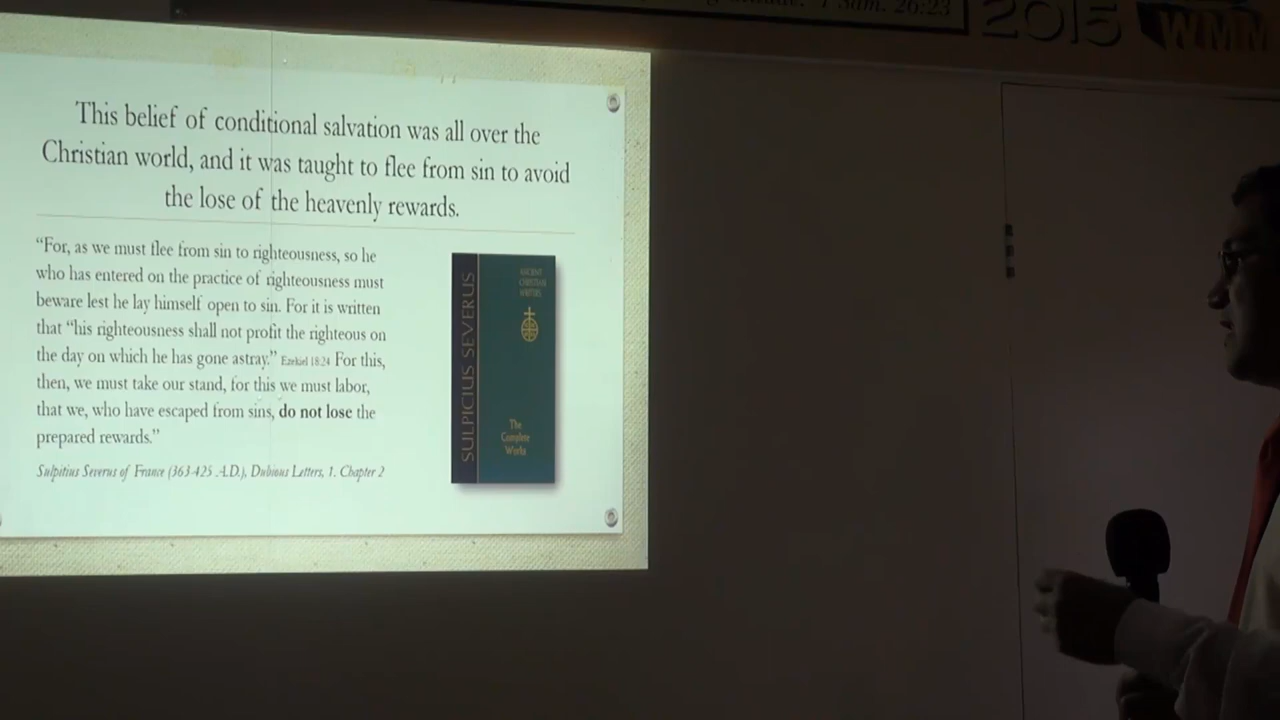 1 Sam. 26:23
2015
WMM
This belief of conditional salvation was all over the
Christian world, and it was taught to flee from sin to avoid
the lose of the heavenly rewards.
“For, as we must flee from sin to righteousness, so he
who has entered on the practice of righteousness must
beware lest he lay himself open to sin. For it is written
that “his righteousness shall not profit the righteous on
the day on which he has gone astray.” Ezekiel 18:24 For this,
then, we must take our stand, for this we must labor,
that we, who have escaped from sins, do not lose the
prepared rewards.”
Sulpitius Severus of France (363-425 A.D.), Dubious Letters, 1. Chapter 2
SULPICIUS SEVERUS
ANCIENT
CHRISTIAN
WRITERS
The
Complete
Works